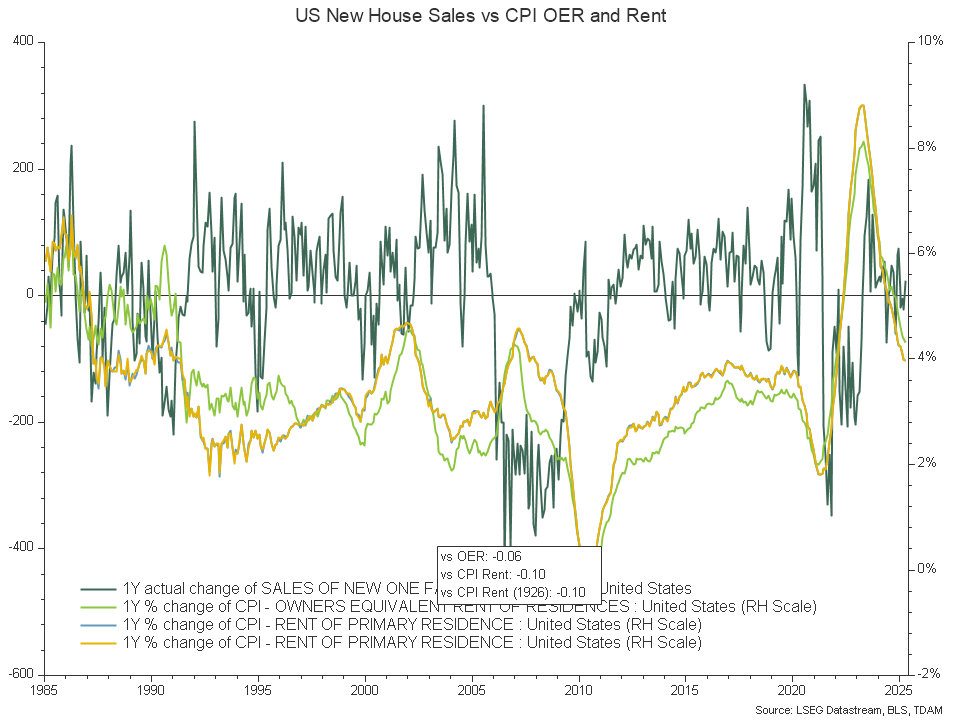 US New House Sales vs CPI OER and Rent
400
200
0
-200
-400
-600
10%
8%
6%
4%
2%
0%
-2%
vs OER: -0.06
vs CPI Rent: -0.10
vs CPI Rent (1926): -0.10
1Y actual change of SALES OF NEW ONE FA United States
1Y % change of CPI - OWNERS EQUIVALENT RENT OF RESIDENCES : United States (RH Scale)
1Y % change of CPI - RENT OF PRIMARY RESIDENCE : United States (RH Scale)
1Y % change of CPI - RENT OF PRIMARY RESIDENCE : United States (RH Scale)
1985 1990 1995 2000 2005 2010 2015 2020 2025
Source: LSEG Datastream, BLS, TDAM